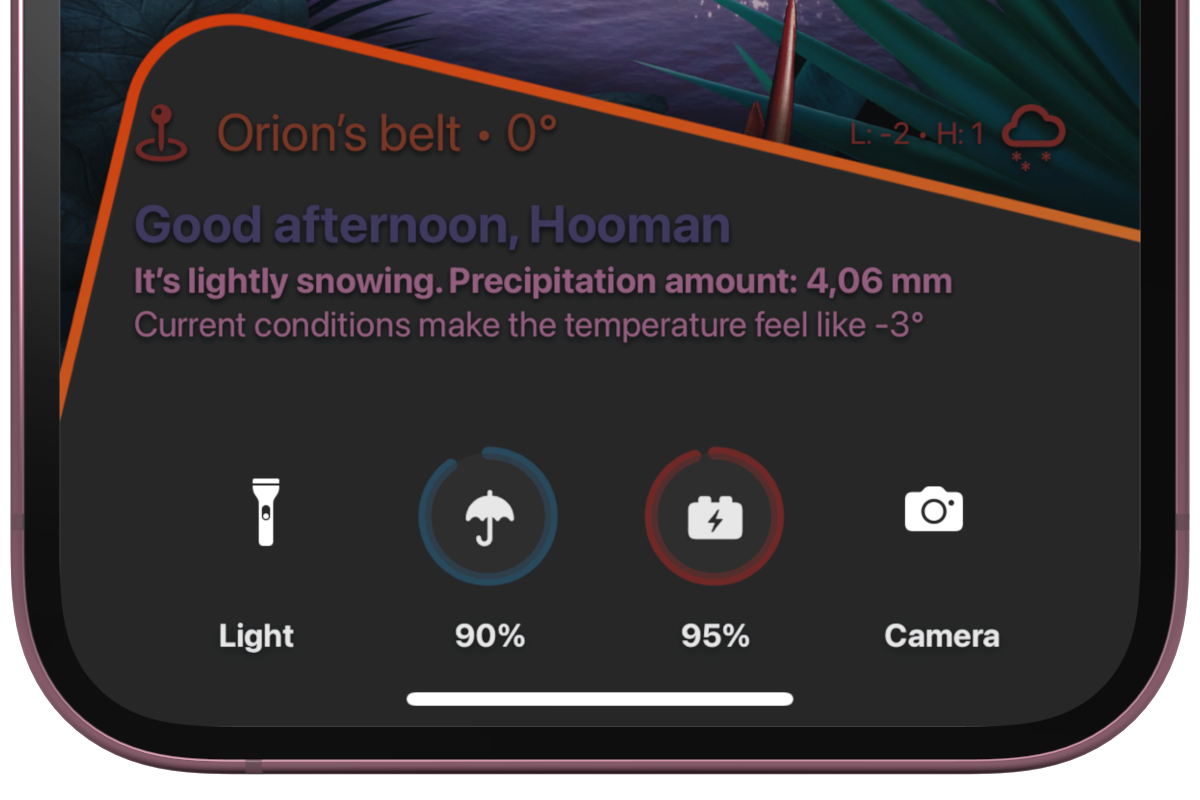 Orion’s belt • 0°
L: -2 • H: 1
Good afternoon, Hooman
It’s lightly snowing. Precipitation amount: 4,06 mm
Current conditions make the temperature feel like -3°
Light
90%
95%
Camera